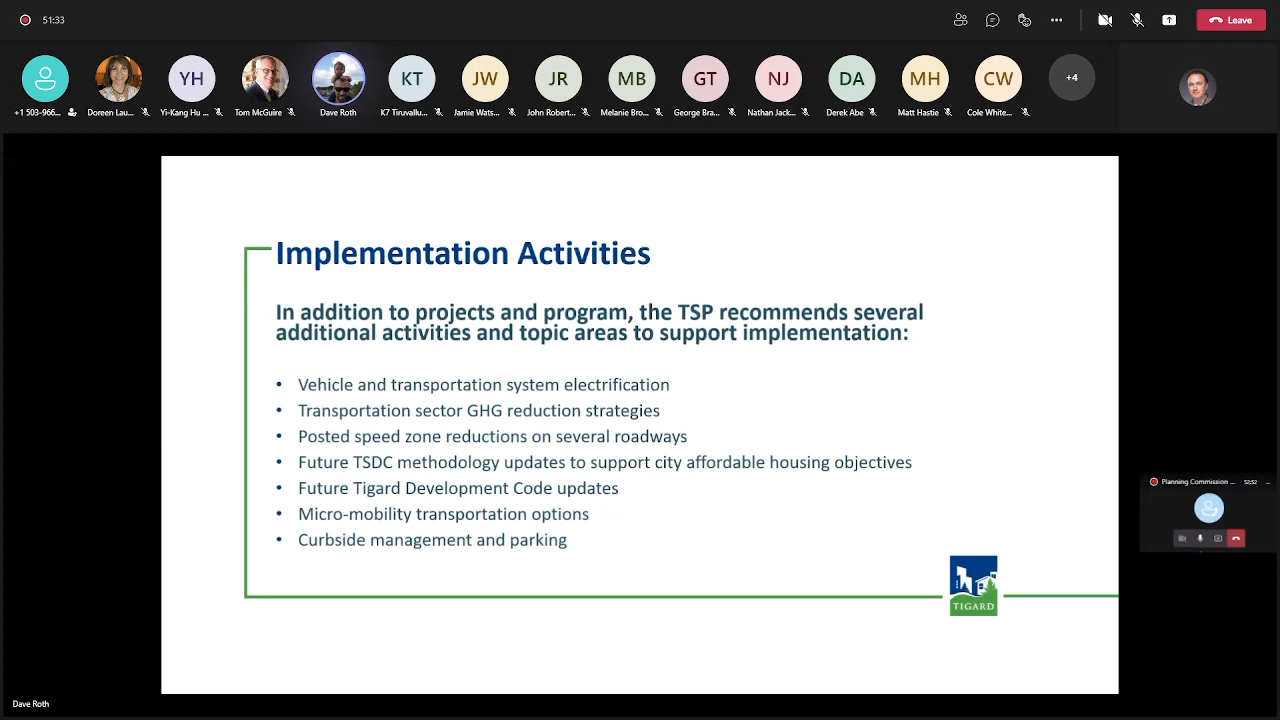 51:33
Leave
YH
KT
JW
JR
MB
GT
NJ
DA
MH
CW
+4
+1 503-966...
Doreen Lau...
Yi-Kang Hu ...
Tom McGuire
Dave Roth
K7 Tiruvallu...
Jamie Wats...
John Robert...
Melanie Bro...
George Bra...
Nathan Jack...
Derek Abe
Matt Hastie
Cole White...
Implementation Activities
In addition to projects and program, the TSP recommends several
additional activities and topic areas to support implementation:
• Vehicle and transportation system electrification
• Transportation sector GHG reduction strategies
• Posted speed zone reductions on several roadways
• Future TSDC methodology updates to support city affordable housing objectives
• Future Tigard Development Code updates
• Micro-mobility transportation options
• Curbside management and parking
TIGARD
Planning Commission ...
52:52
Dave Roth